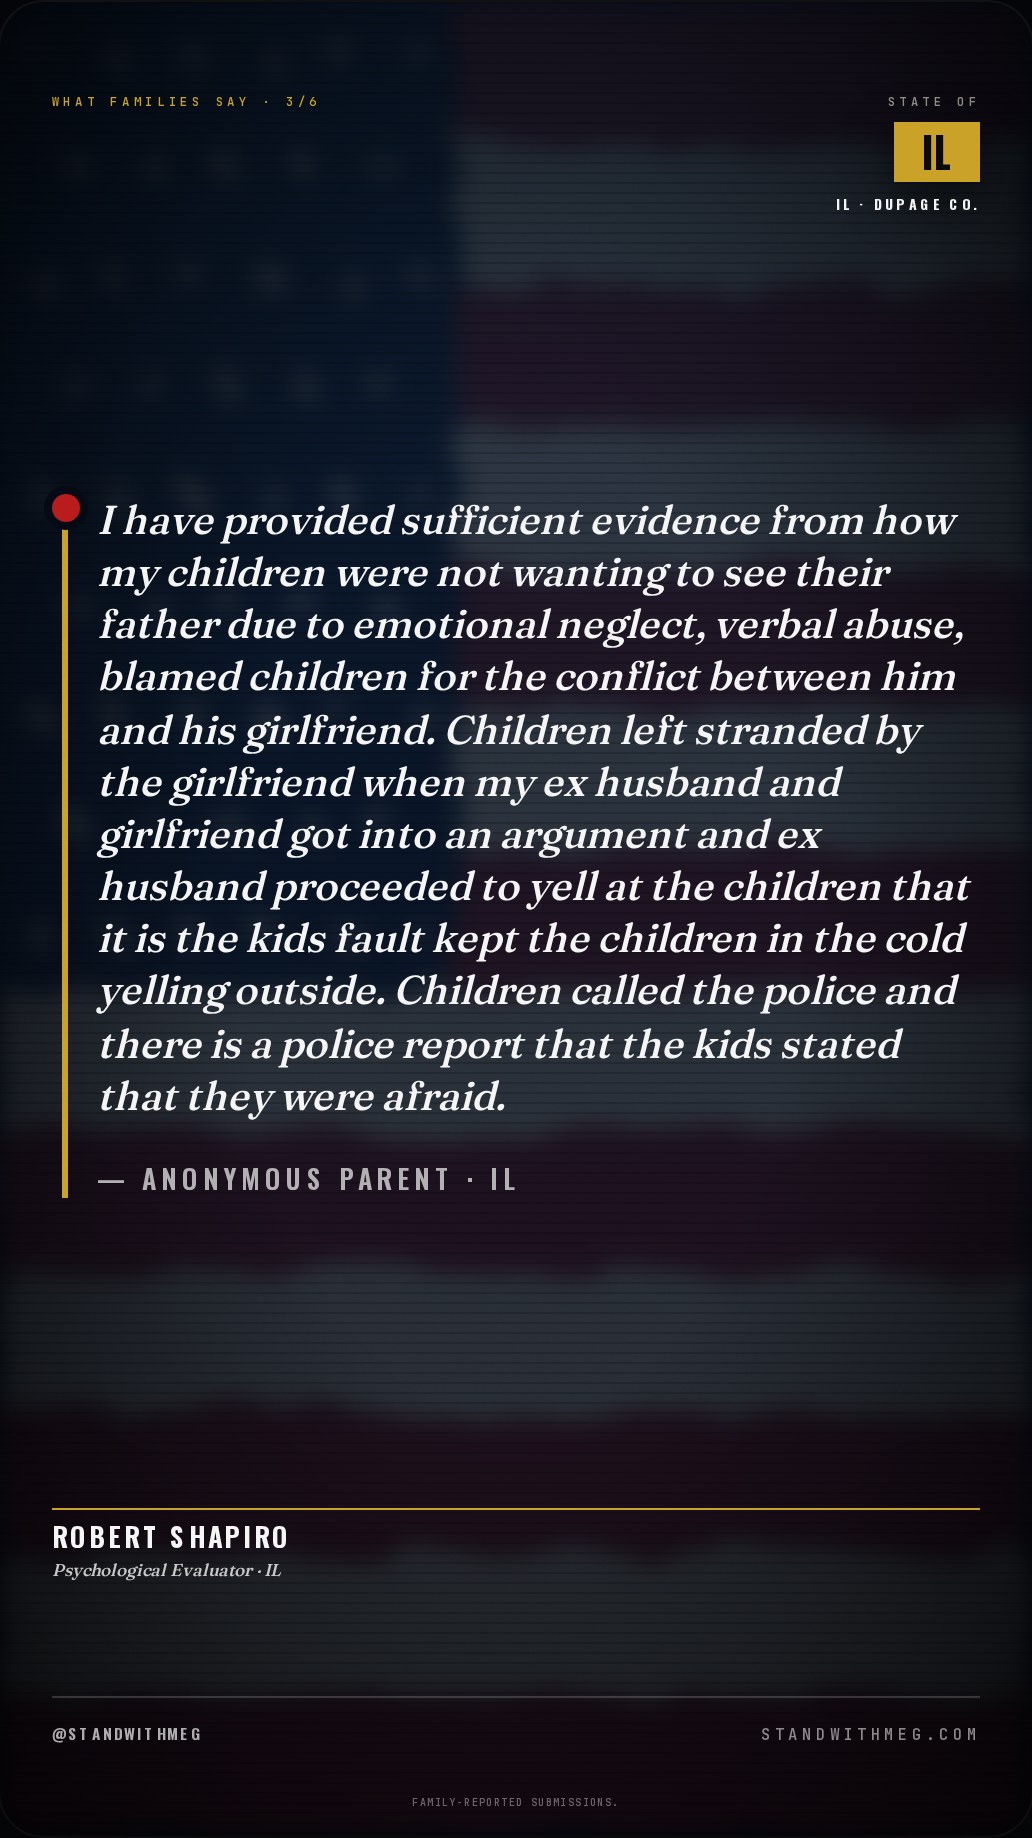 WHAT FAMILIES SAY · 3/6
STATE OF
IL
IL · DUPAGE CO.
I have provided sufficient evidence from how
my children were not wanting to see their
father due to emotional neglect, verbal abuse,
blamed children for the conflict between him
and his girlfriend. Children left stranded by
the girlfriend when my ex husband and
girlfriend got into an argument and ex
husband proceeded to yell at the children that
it is the kids fault kept the children in the cold
yelling outside. Children called the police and
there is a police report that the kids stated
that they were afraid.
— ANONYMOUS PARENT · IL
ROBERT SHAPIRO
Psychological Evaluator · IL
@STANDWITHMEG
STANDWITHMEG.COM
FAMILY-REPORTED SUBMISSIONS.